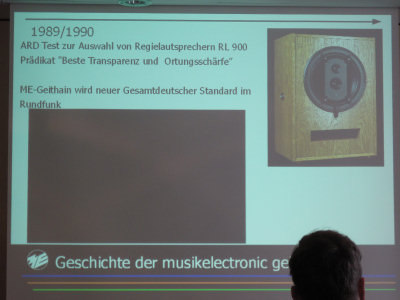 1989/1990
ARD Test zur Auswahl von Regielautsprechern RL 900
Prädikat "Beste Transparenz und Ortungsschärfe"
ME-Geithain wird neuer Gesamtdeutscher Standard im
Rundfunk
Geschichte der musikelectronic ge